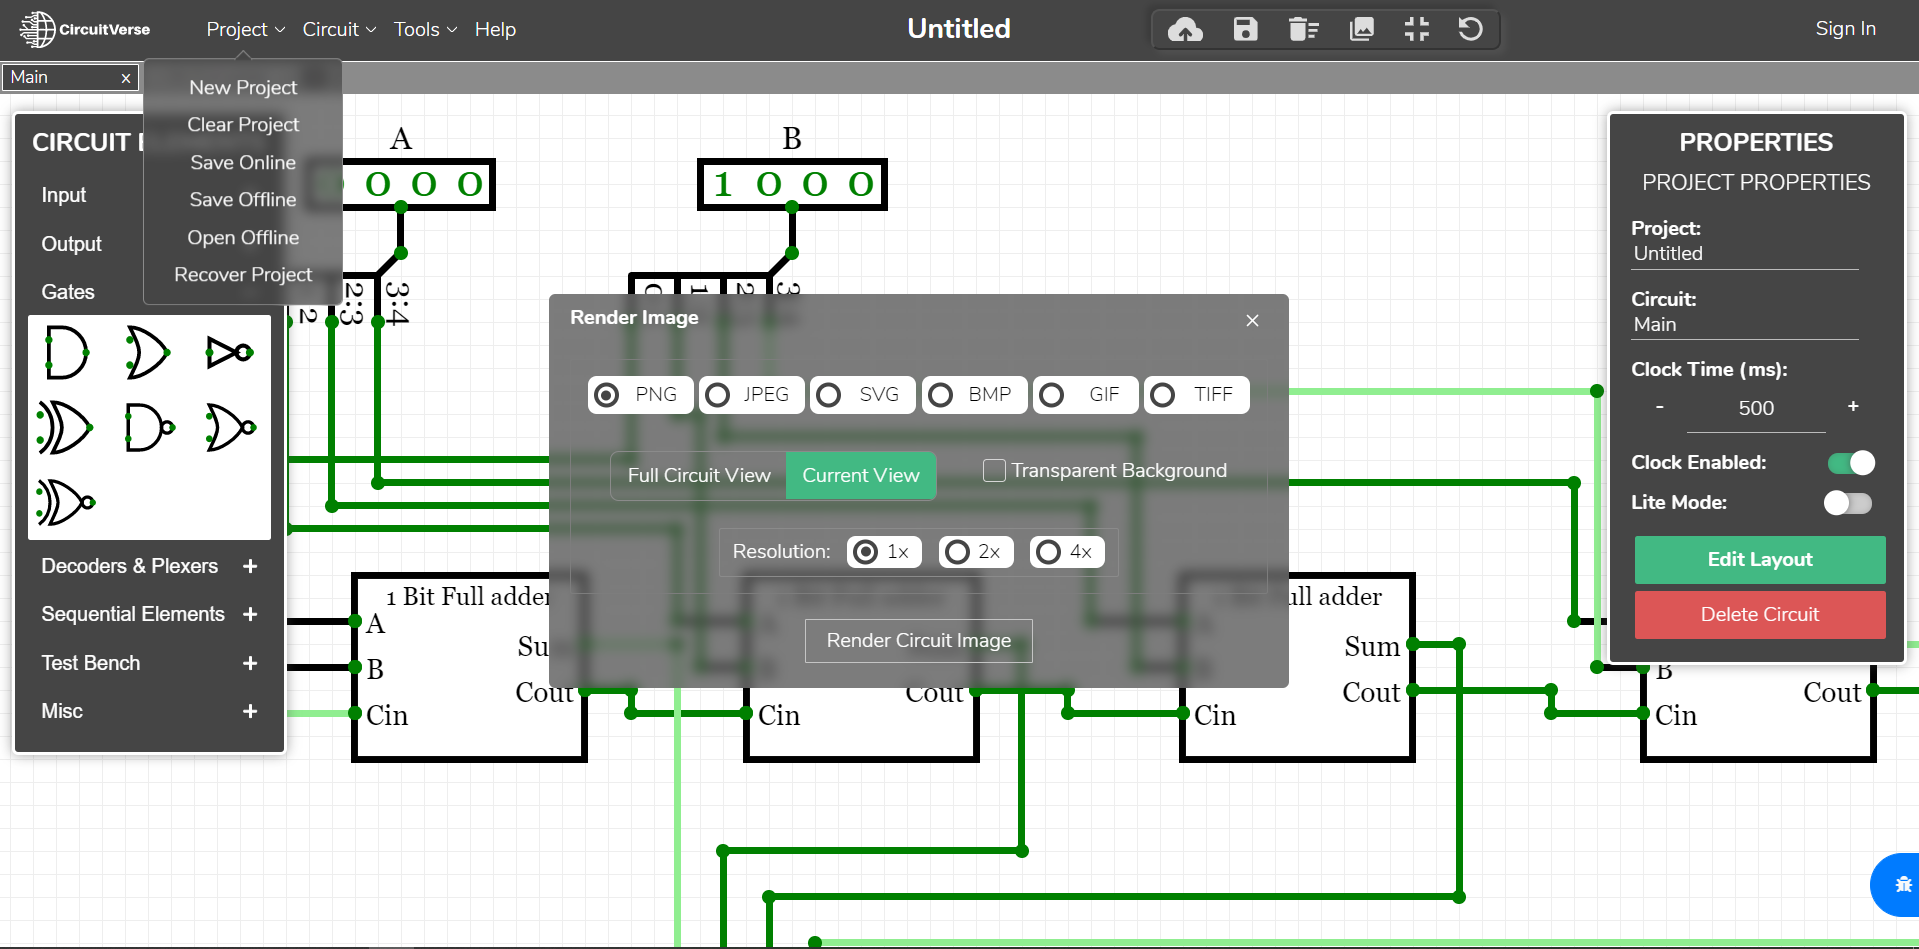 CircuitVerse
Project Circuit Tools Help
Untitled
Sign In
Main x
New Project
Clear Project
Save Online
Save Offline
Open Offline
Recover Project
CIRCUIT
Input
Output
Gates
Decoders & Plexers +
Sequential Elements +
Test Bench +
Misc +
A
0 0 0
2 2:3 3:4
B
1 0 0 0
0 1 2 3
Render Image ×
PNG JPEG SVG BMP GIF TIFF
Full Circuit View Current View Transparent Background
Resolution: 1x 2x 4x
Render Circuit Image
PROPERTIES
PROJECT PROPERTIES
Project:
Untitled
Circuit:
Main
Clock Time (ms):
- 500 +
Clock Enabled:
Lite Mode:
Edit Layout
Delete Circuit
1 Bit Full adder
A
B
Cin
Su
Cout
Cin
Cout
ull adder
Sum
Cout
Cin
B
Cin
Cout